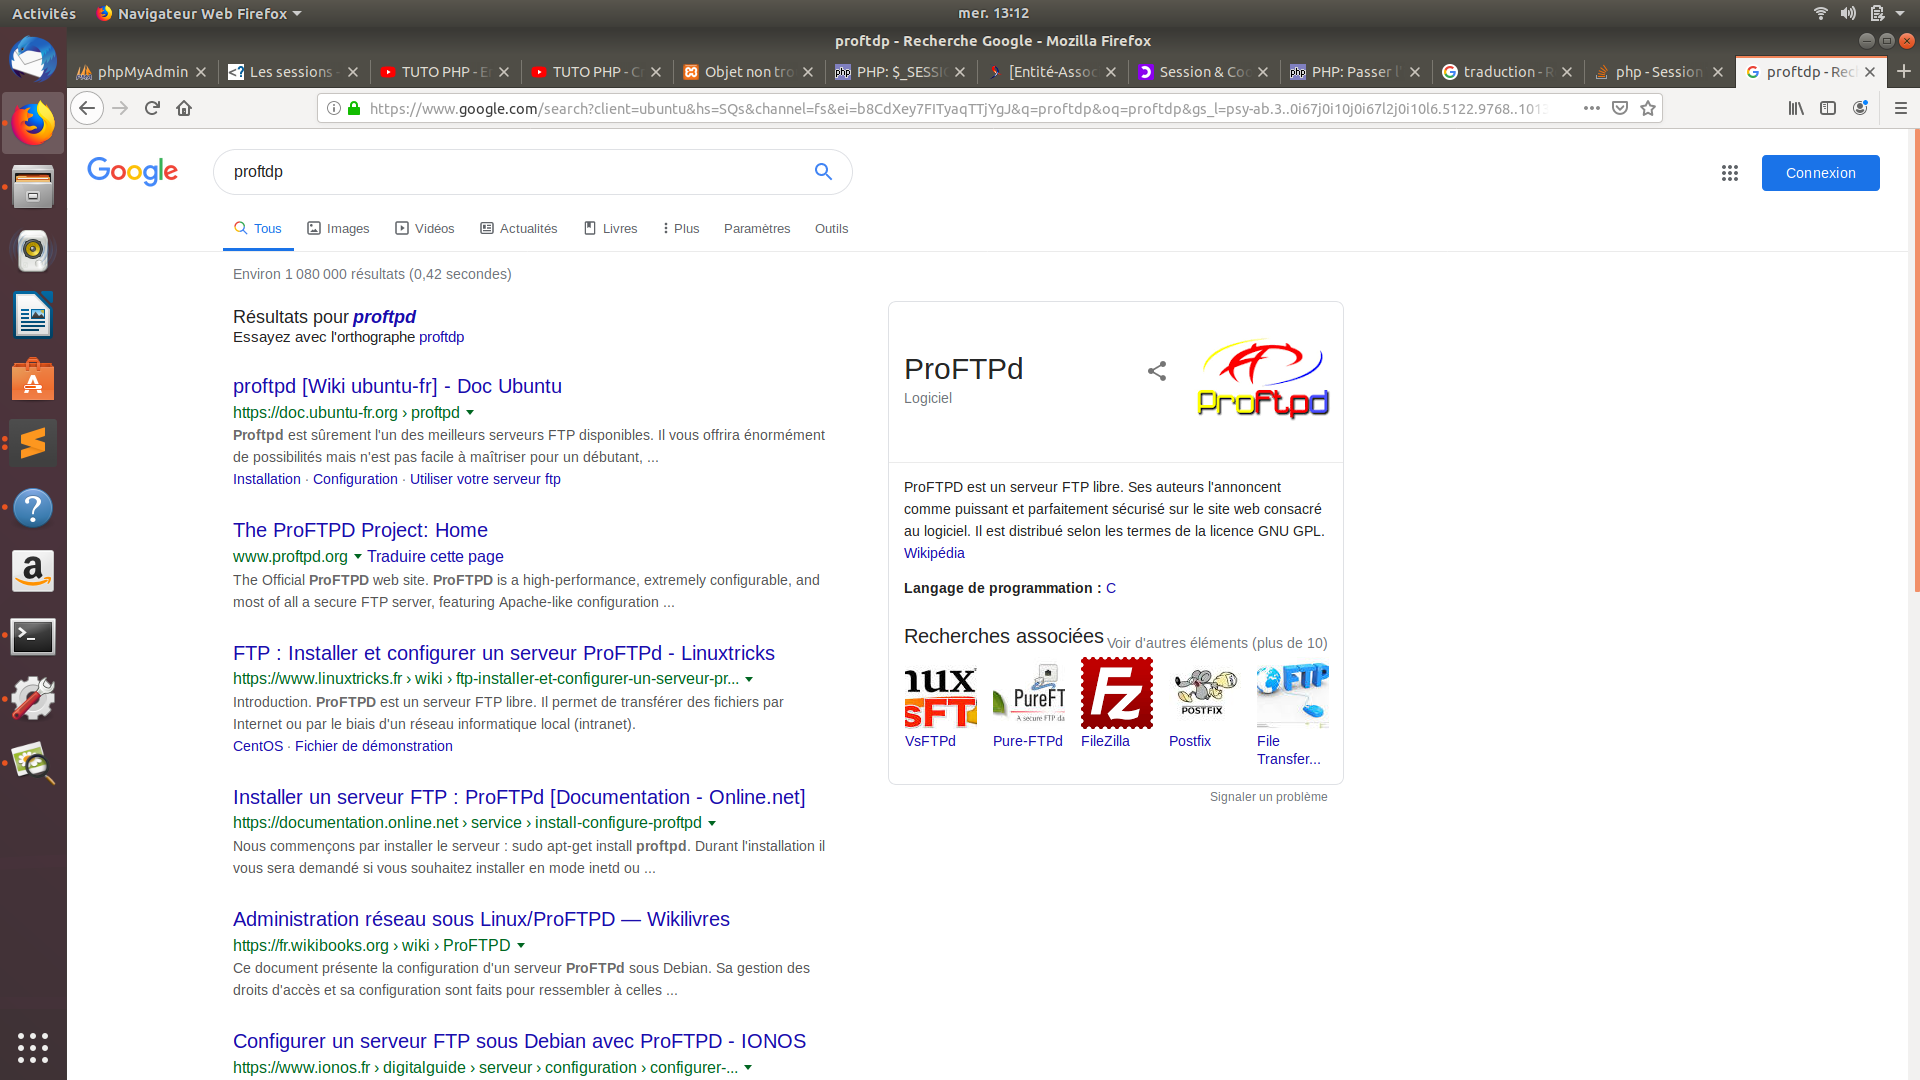 Activités
Navigateur Web Firefox
mer. 13:12
proftdp - Recherche Google - Mozilla Firefox
phpMyAdmin
Les sessions -
TUTO PHP - E
TUTO PHP - C
Objet non tro
PHP: $_SESSI
[Entité-Assoc
Session & Coo
PHP: Passer l'
traduction - R
php - Session
proftdp - Rec
https://www.google.com/search?client=ubuntu&hs=SQs&channel=fs&ei=b8CdXey7FITyaqTTjYgJ&q=proftdp&oq=proftdp&gs_l=psy-ab.3..0i67j0i10j0i67l2j0i10l6.5122.9768..1013
Google
proftdp
Connexion
Tous
Images
Vidéos
Actualités
Livres
Plus
Paramètres
Outils
Environ 1 080 000 résultats (0,42 secondes)
Résultats pour proftpd
Essayez avec l'orthographe proftdp
proftpd [Wiki ubuntu-fr] - Doc Ubuntu
https://doc.ubuntu-fr.org › proftpd
Proftpd est sûrement l'un des meilleurs serveurs FTP disponibles. Il vous offrira énormément
de possibilités mais n'est pas facile à maîtriser pour un débutant, ...
Installation · Configuration · Utiliser votre serveur ftp
The ProFTPD Project: Home
www.proftpd.org Traduire cette page
The Official ProFTPD web site. ProFTPD is a high-performance, extremely configurable, and
most of all a secure FTP server, featuring Apache-like configuration ...
FTP : Installer et configurer un serveur ProFTPd - Linuxtricks
https://www.linuxtricks.fr › wiki › ftp-installer-et-configurer-un-serveur-pr...
Introduction. ProFTPD est un serveur FTP libre. Il permet de transférer des fichiers par
Internet ou par le biais d'un réseau informatique local (intranet).
CentOS · Fichier de démonstration
Installer un serveur FTP : ProFTPd [Documentation - Online.net]
https://documentation.online.net › service › install-configure-proftpd
Nous commençons par installer le serveur : sudo apt-get install proftpd. Durant l'installation il
vous sera demandé si vous souhaitez installer en mode inetd ou ...
Administration réseau sous Linux/ProFTPD — Wikilivres
https://fr.wikibooks.org › wiki › ProFTPD
Ce document présente la configuration d'un serveur ProFTPd sous Debian. Sa gestion des
droits d'accès et sa configuration sont faits pour ressembler à celles ...
Configurer un serveur FTP sous Debian avec ProFTPD - IONOS
https://www.ionos.fr › digitalguide › serveur › configuration › configurer-...
ProFTPd
Logiciel
Proftpd
ProFTPD est un serveur FTP libre. Ses auteurs l'annoncent
comme puissant et parfaitement sécurisé sur le site web consacré
au logiciel. Il est distribué selon les termes de la licence GNU GPL.
Wikipédia
Langage de programmation : C
Recherches associées
Voir d'autres éléments (plus de 10)
nux
SFT
PureFT
A secure FTP da
Fz
POSTFIX
FTP
VsFTPd
Pure-FTPd
FileZilla
Postfix
File
Transfer...
Signaler un problème